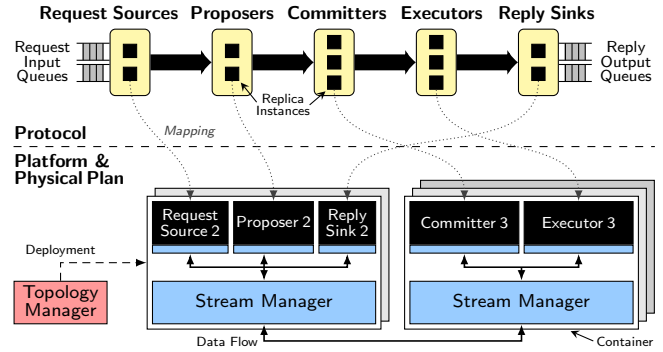 Request Sources Proposers Committers Executors Reply Sinks
Request
Input
Queues
Reply
Output
Queues
Replica
Instances
Protocol
Mapping
Platform &
Physical Plan
Request
Source 2
Proposer 2
Reply
Sink 2
Committer 3
Executor 3
Deployment
Topology
Manager
Stream Manager
Stream Manager
Data Flow
Container